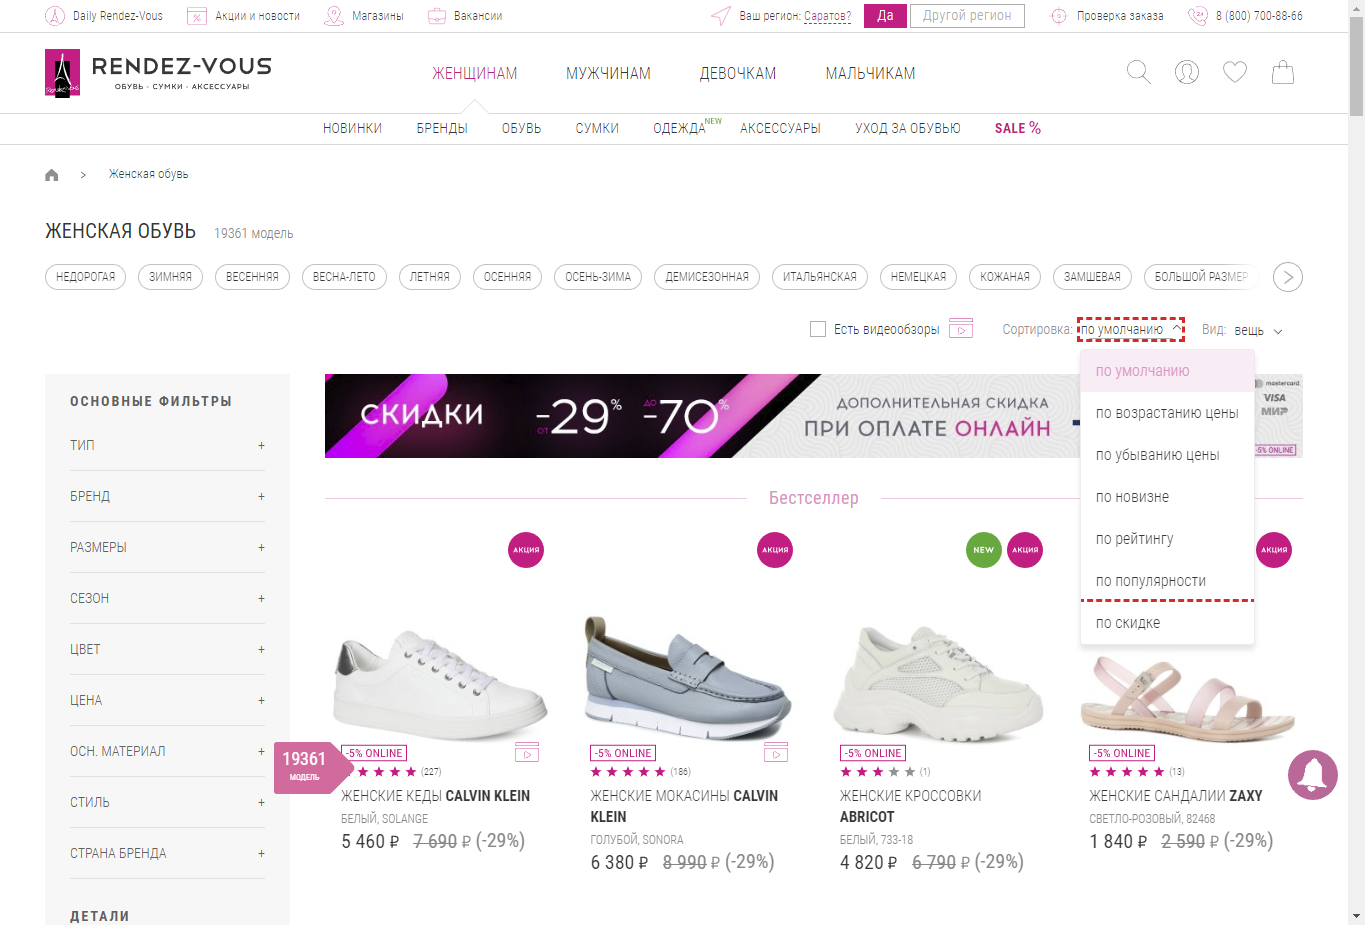 Daily Rendez-Vous Акции и новости Магазины Вакансии Ваш регион: Саратов? Да Другой регион Проверка заказа 8 (800) 700-88-66
RENDEZ-VOUS
ОБУВЬ · СУМКИ · АКСЕССУАРЫ
ЖЕНЩИНАМ МУЖЧИНАМ ДЕВОЧКАМ МАЛЬЧИКАМ
НОВИНКИ БРЕНДЫ ОБУВЬ СУМКИ ОДЕЖДА NEW АКСЕССУАРЫ УХОД ЗА ОБУВЬЮ SALE %
> Женская обувь
ЖЕНСКАЯ ОБУВЬ 19361 модель
НЕДОРОГАЯ ЗИМНЯЯ ВЕСЕННЯЯ ВЕСНА-ЛЕТО ЛЕТНЯЯ ОСЕННЯЯ ОСЕНЬ-ЗИМА ДЕМИСЕЗОННАЯ ИТАЛЬЯНСКАЯ НЕМЕЦКАЯ КОЖАНАЯ ЗАМШЕВАЯ БОЛЬШОЙ РАЗМЕР
Есть видеообзоры Сортировка: по умолчанию Вид: вещь
по умолчанию
по возрастанию цены
по убыванию цены
по новизне
по рейтингу
по популярности
по скидке
ОСНОВНЫЕ ФИЛЬТРЫ
ТИП +
БРЕНД +
РАЗМЕРЫ +
СЕЗОН +
ЦВЕТ +
ЦЕНА +
ОСН. МАТЕРИАЛ +
СТИЛЬ +
СТРАНА БРЕНДА +
ДЕТАЛИ
19361
МОДЕЛЬ
СКИДКИ ОТ -29% ДО -70%
ДОПОЛНИТЕЛЬНАЯ СКИДКА
ПРИ ОПЛАТЕ ОНЛАЙН
mastercard
VISA
МИР
-5% ONLINE
Бестселлер
АКЦИЯ АКЦИЯ NEW АКЦИЯ АКЦИЯ
-5% ONLINE
(227)
ЖЕНСКИЕ КЕДЫ CALVIN KLEIN
БЕЛЫЙ, SOLANGE
5 460 ₽ 7 690 ₽ (-29%)
-5% ONLINE
(186)
ЖЕНСКИЕ МОКАСИНЫ CALVIN
KLEIN
ГОЛУБОЙ, SONORA
6 380 ₽ 8 990 ₽ (-29%)
-5% ONLINE
(1)
ЖЕНСКИЕ КРОССОВКИ
ABRICOT
БЕЛЫЙ, 733-18
4 820 ₽ 6 790 ₽ (-29%)
-5% ONLINE
(13)
ЖЕНСКИЕ САНДАЛИИ ZAXY
СВЕТЛО-РОЗОВЫЙ, 82468
1 840 ₽ 2 590 ₽ (-29%)